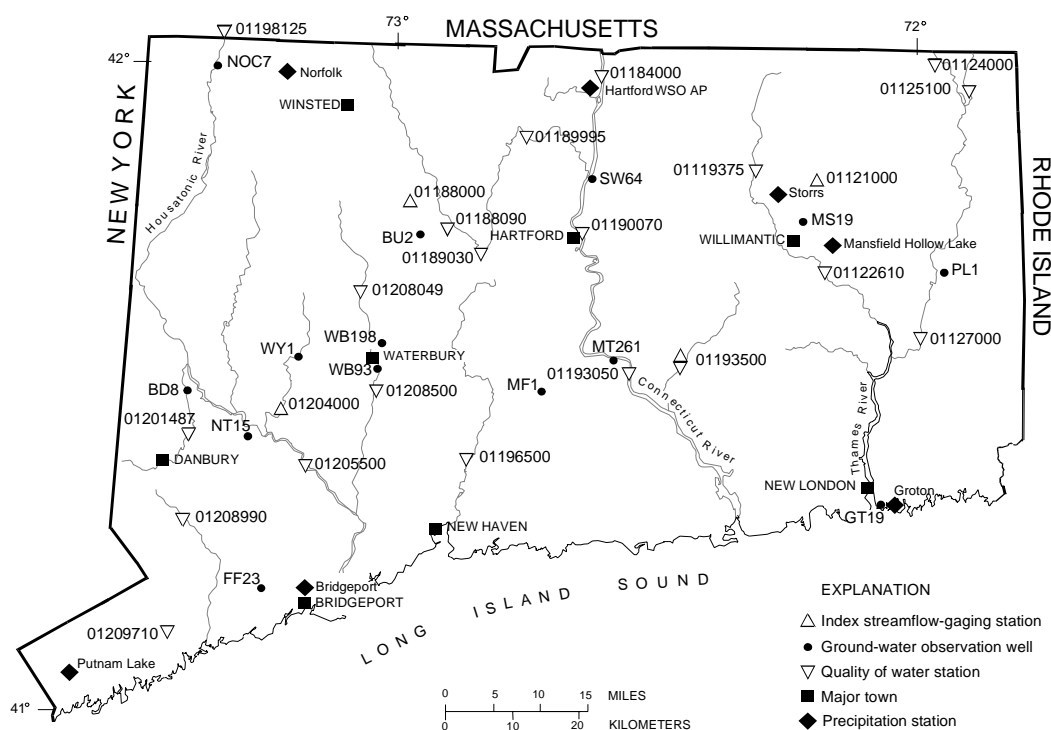 MASSACHUSETTS
73°
72°
42°
01198125
NOC7
Norfolk
WINSTED
01184000
Hartford WSO AP
01124000
01125100
NEW YORK
Housatonic River
01189995
SW64
01119375
01121000
Storrs
RHODE ISLAND
01188000
01188090
BU2
01189030
HARTFORD
01190070
MS19
WILLIMANTIC
Mansfield Hollow Lake
01122610
PL1
01208049
WB198
WY1
WATERBURY
WB93
MT261
01193050
01193500
01127000
BD8
01204000
01208500
MF1
Connecticut River
01201487
NT15
DANBURY
01205500
01196500
Thames River
NEW LONDON
Groton
GT19
01208990
NEW HAVEN
FF23
Bridgeport
BRIDGEPORT
LONG ISLAND SOUND
01209710
Putnam Lake
41°
EXPLANATION
Index streamflow-gaging station
Ground-water observation well
Quality of water station
Major town
Precipitation station
0 5 10 15 MILES
0 10 20 KILOMETERS